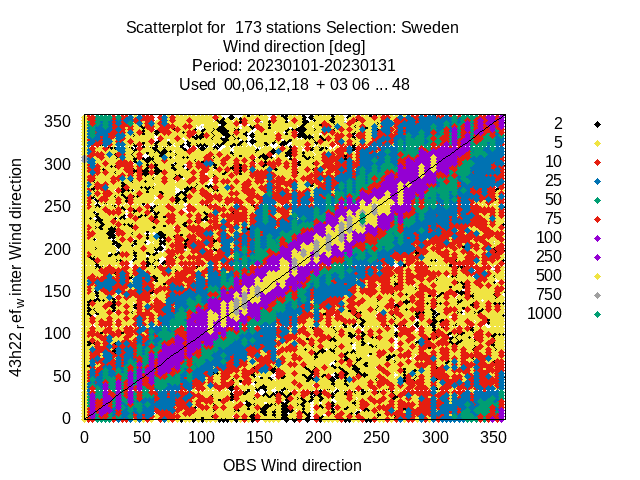 Scatterplot for  173 stations Selection: Sweden
Wind direction [deg]
Period: 20230101-20230131
Used  00,06,12,18  + 03 06 ... 48
350
300
250
200
150
100
50
0
43h22_ref_winter Wind direction
0 50 100 150 200 250 300 350
OBS Wind direction
2
5
10
25
50
75
100
250
500
750
1000